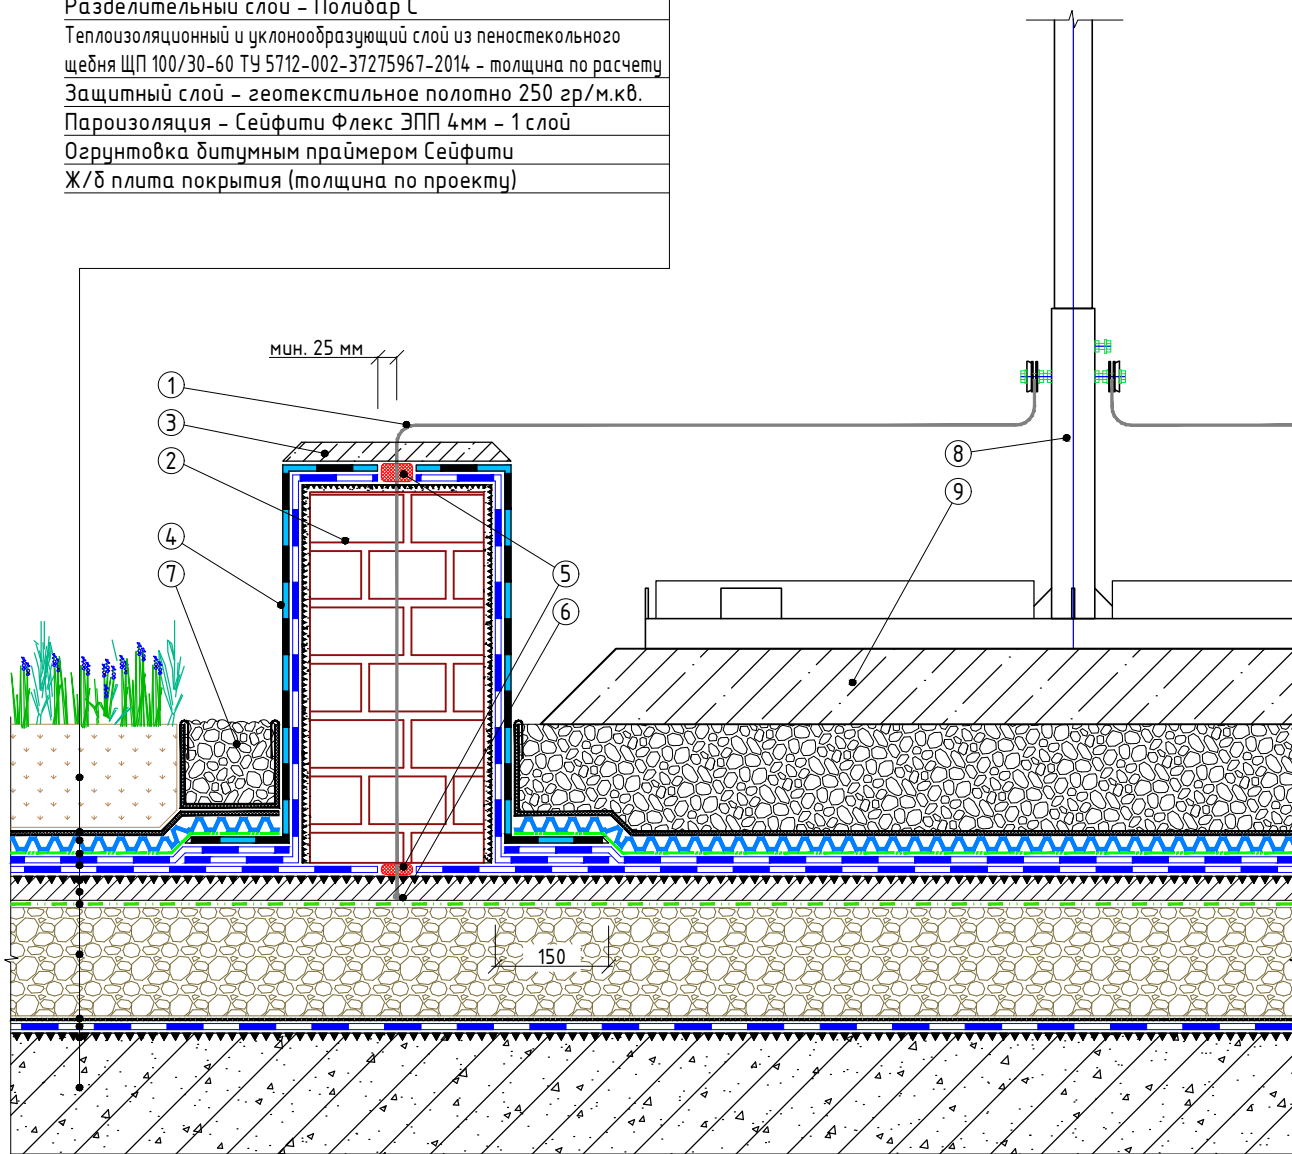 Разделительный слой – Полибар С
Теплоизоляционный и уклонообразующий слой из пеностекольного
щебня ЩП 100/30-60 ТУ 5712-002-37275967-2014 – толщина по расчету
Защитный слой – геотекстильное полотно 250 гр/м.кв.
Пароизоляция – Сейфити Флекс ЭПП 4мм – 1 слой
Огрунтовка битумным праймером Сейфити
Ж/б плита покрытия (толщина по проекту)
мин. 25 мм
1
3
2
8
9
4
7
5
6
150